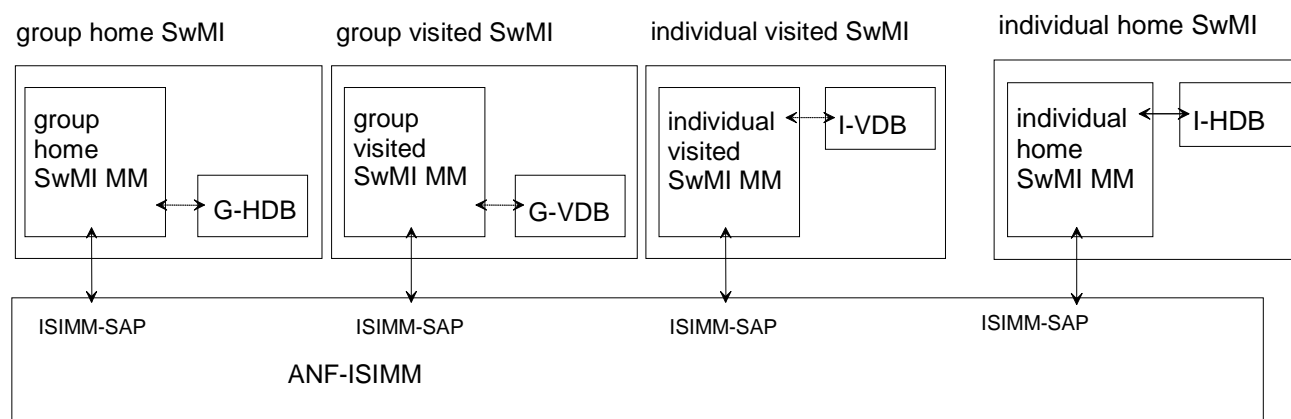 group home SwMI
group visited SwMI
individual visited SwMI
individual home SwMI
group
home
SwMI MM
G-HDB
group
visited
SwMI MM
G-VDB
individual
visited
SwMI MM
I-VDB
individual
home
SwMI MM
I-HDB
ISIMM-SAP
ISIMM-SAP
ISIMM-SAP
ISIMM-SAP
ANF-ISIMM